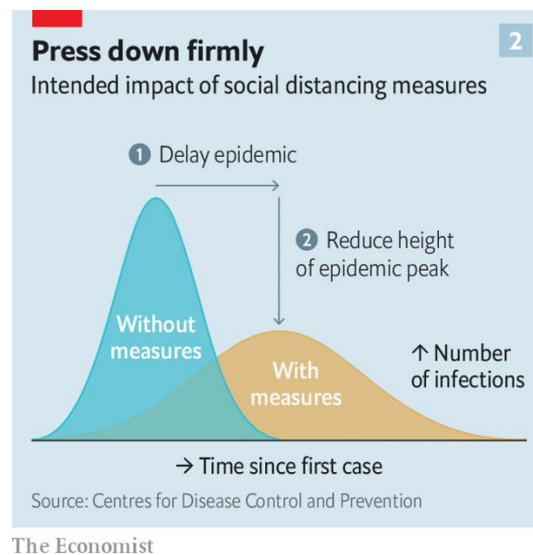 2
Press down firmly
Intended impact of social distancing measures
1 Delay epidemic
2 Reduce height
of epidemic peak
Without
measures
With
measures
↑ Number
of infections
→ Time since first case
Source: Centres for Disease Control and Prevention
The Economist